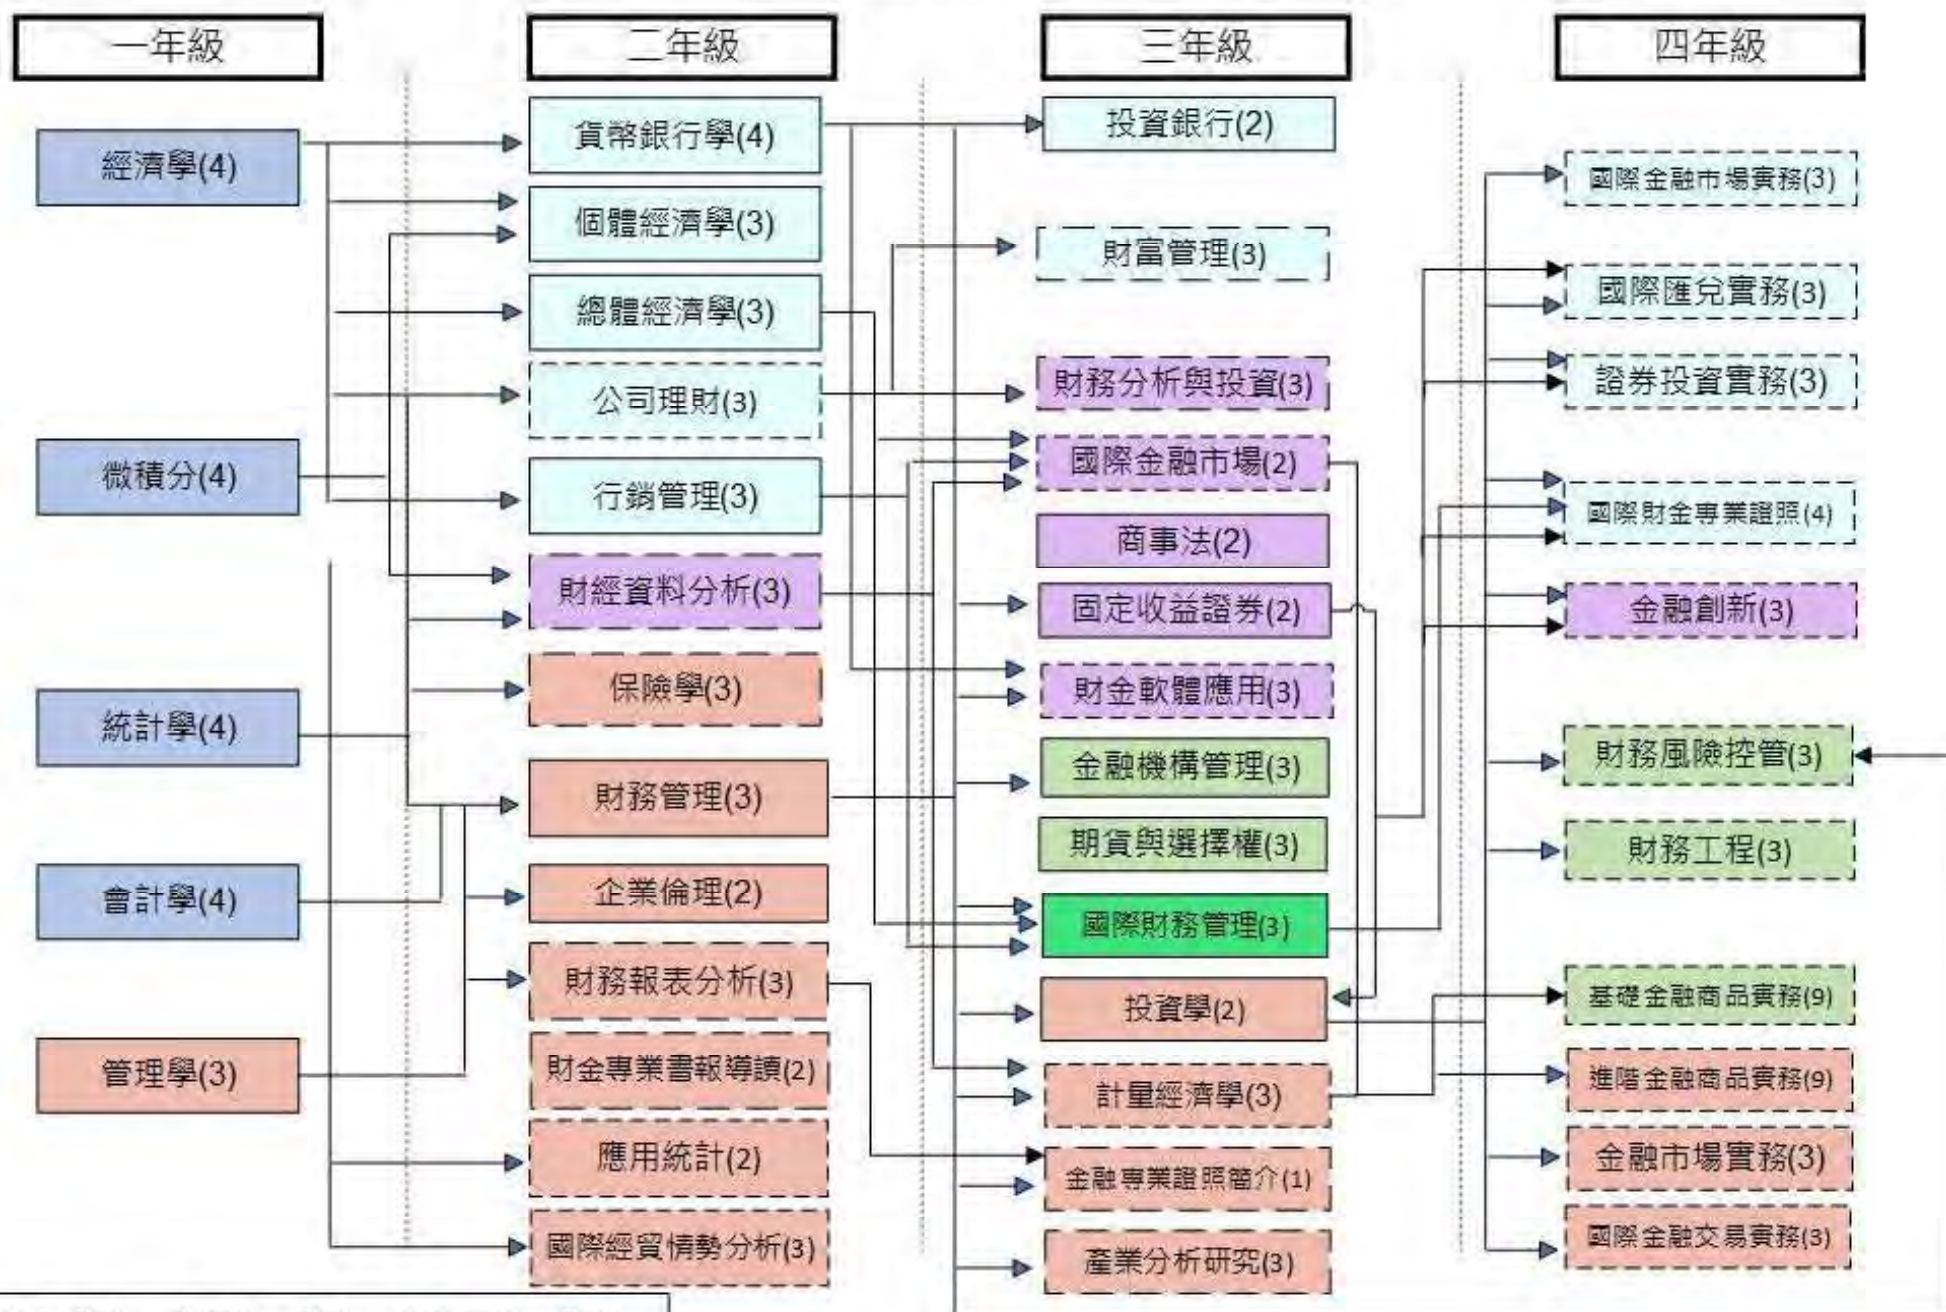 一年級
二年級
三年級
四年級
經濟學(4)
微積分(4)
統計學(4)
會計學(4)
管理學(3)
貨幣銀行學(4)
個體經濟學(3)
總體經濟學(3)
公司理財(3)
行銷管理(3)
財經資料分析(3)
保險學(3)
財務管理(3)
企業倫理(2)
財務報表分析(3)
財金專業書報導讀(2)
應用統計(2)
國際經貿情勢分析(3)
投資銀行(2)
財富管理(3)
財務分析與投資(3)
國際金融市場(2)
商事法(2)
固定收益證券(2)
財金軟體應用(3)
金融機構管理(3)
期貨與選擇權(3)
國際財務管理(3)
投資學(2)
計量經濟學(3)
金融專業證照簡介(1)
產業分析研究(3)
國際金融市場實務(3)
國際匯兌實務(3)
證券投資實務(3)
國際財金專業證照(4)
金融創新(3)
財務風險控管(3)
財務工程(3)
基礎金融商品實務(9)
進階金融商品實務(9)
金融市場實務(3)
國際金融交易實務(3)